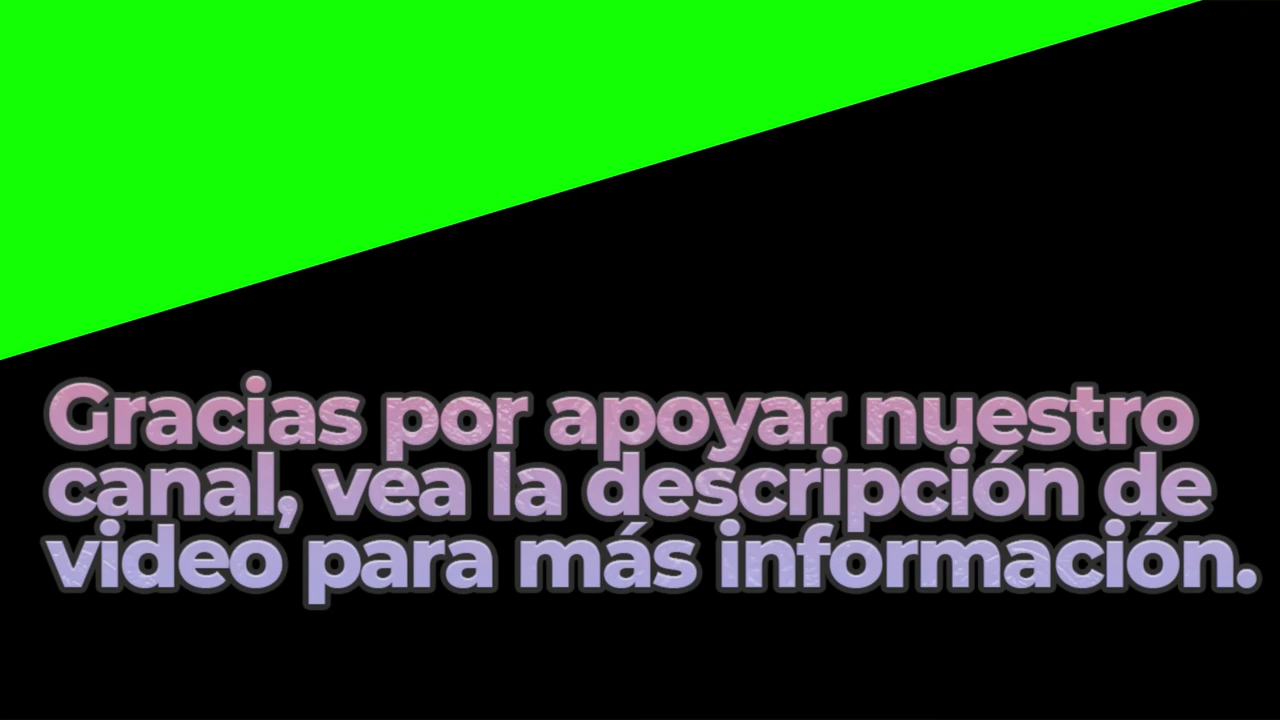 Gracias por apoyar nuestro
canal, vea la descripción de
video para más información.